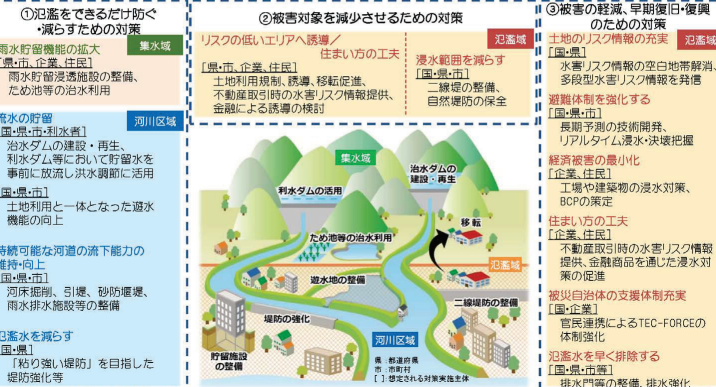 ①氾濫をできるだけ防ぐ
・減らすための対策
雨水貯留機能の拡大
集水域
[県・市、企業、住民]
雨水貯留浸透施設の整備、
ため池等の治水利用
流水の貯留
河川区域
[国・県・市・利水者]
治水ダムの建設・再生、
利水ダム等において貯留水を
事前に放流し洪水調節に活用
[国・県・市]
土地利用と一体となった遊水
機能の向上
持続可能な河道の流下能力の
維持・向上
[国・県・市]
河床掘削、引堤、砂防堰堤、
雨水排水施設等の整備
氾濫水を減らす
[国・県]
「粘り強い堤防」を目指した
堤防強化等
②被害対象を減少させるための対策
リスクの低いエリアへ誘導/
住まい方の工夫
氾濫域
[県・市、企業、住民]
土地利用規制、誘導、移転促進、
不動産取引時の水害リスク情報提供、
金融による誘導の検討
浸水範囲を減らす
[国・県・市]
二線堤の整備、
自然堤防の保全
集水域
治水ダムの
建設・再生
利水ダムの活用
ため池等の治水利用
移転
氾濫域
遊水地の整備
二線堤防の整備
堤防の強化
河川区域
貯留施設
の整備
県:都道府県
市:市町村
[ ]:想定される対策実施主体
③被害の軽減、早期復旧・復興
のための対策
土地のリスク情報の充実
氾濫域
[国・県]
水害リスク情報の空白地帯解消、
多段型水害リスク情報を発信
避難体制を強化する
[国・県・市]
長期予測の技術開発、
リアルタイム浸水・決壊把握
経済被害の最小化
[企業、住民]
工場や建築物の浸水対策、
BCPの策定
住まい方の工夫
[企業、住民]
不動産取引時の水害リスク情報
提供、金融商品を通じた浸水対
策の促進
被災自治体の支援体制充実
[国・企業]
官民連携によるTEC-FORCEの
体制強化
氾濫水を早く排除する
[国・県・市等]
排水門等の整備、排水強化